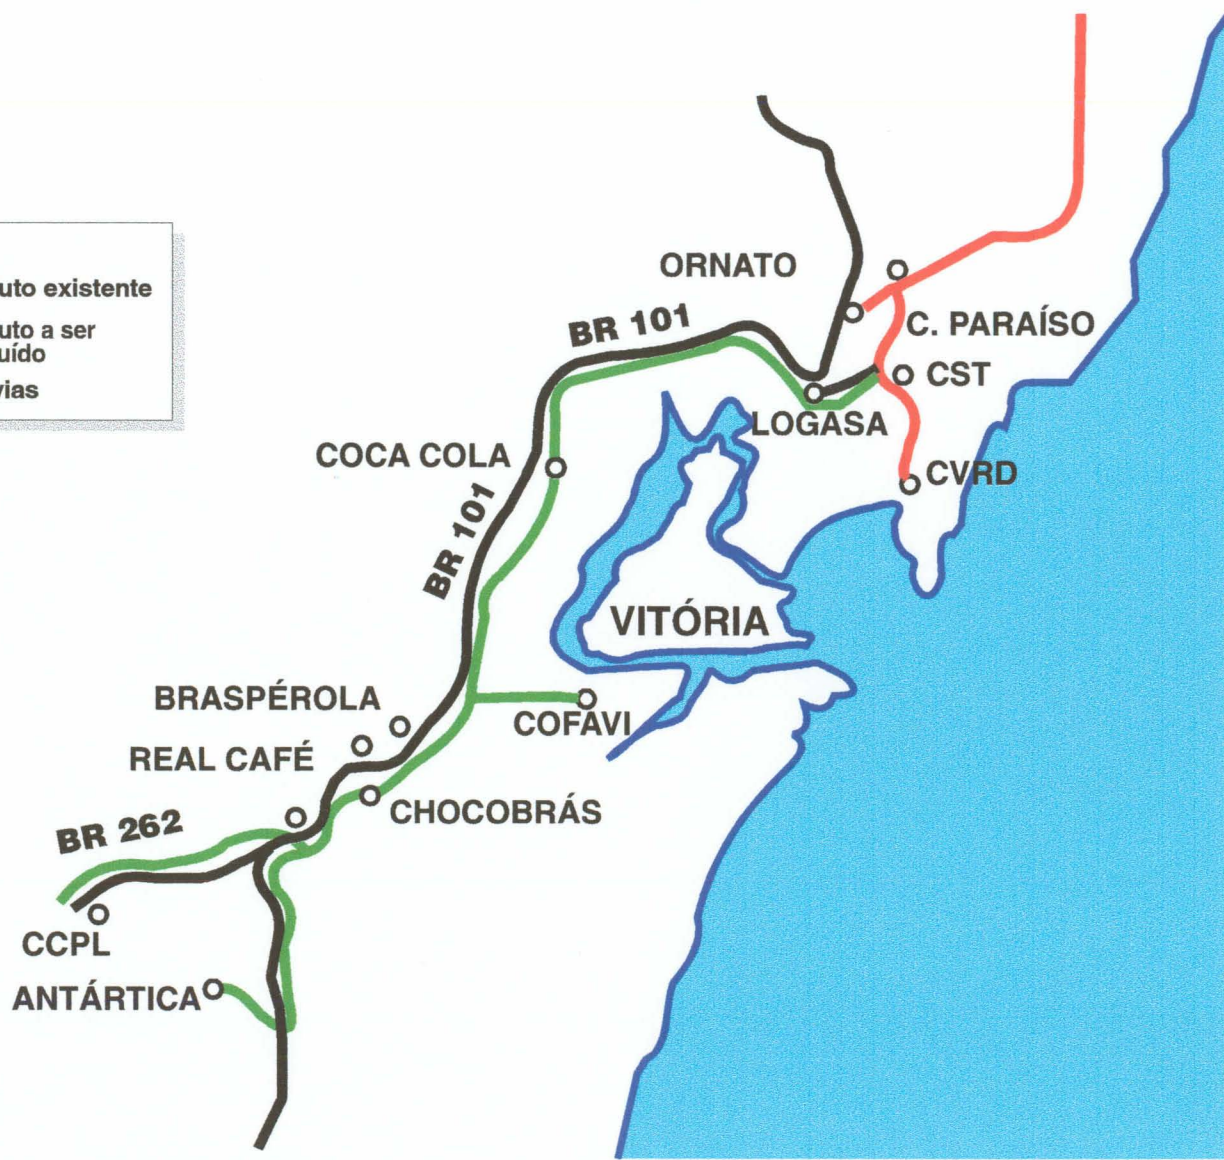 uto existente
uto a ser
uído
vias
ORNATO
BR 101
C. PARAÍSO
CST
LOGASA
COCA COLA
CVRD
BR 101
VITÓRIA
BRASPÉROLA
COFAVI
REAL CAFÉ
CHOCOBRÁS
BR 262
CCPL
ANTÁRTICA